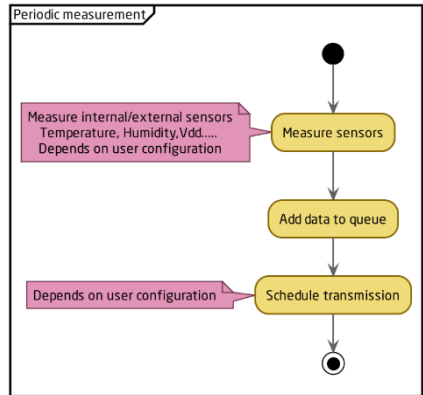 Periodic measurement
Measure internal/external sensors
Temperature, Humidity,Vdd.....
Depends on user configuration
Measure sensors
Add data to queue
Depends on user configuration
Schedule transmission